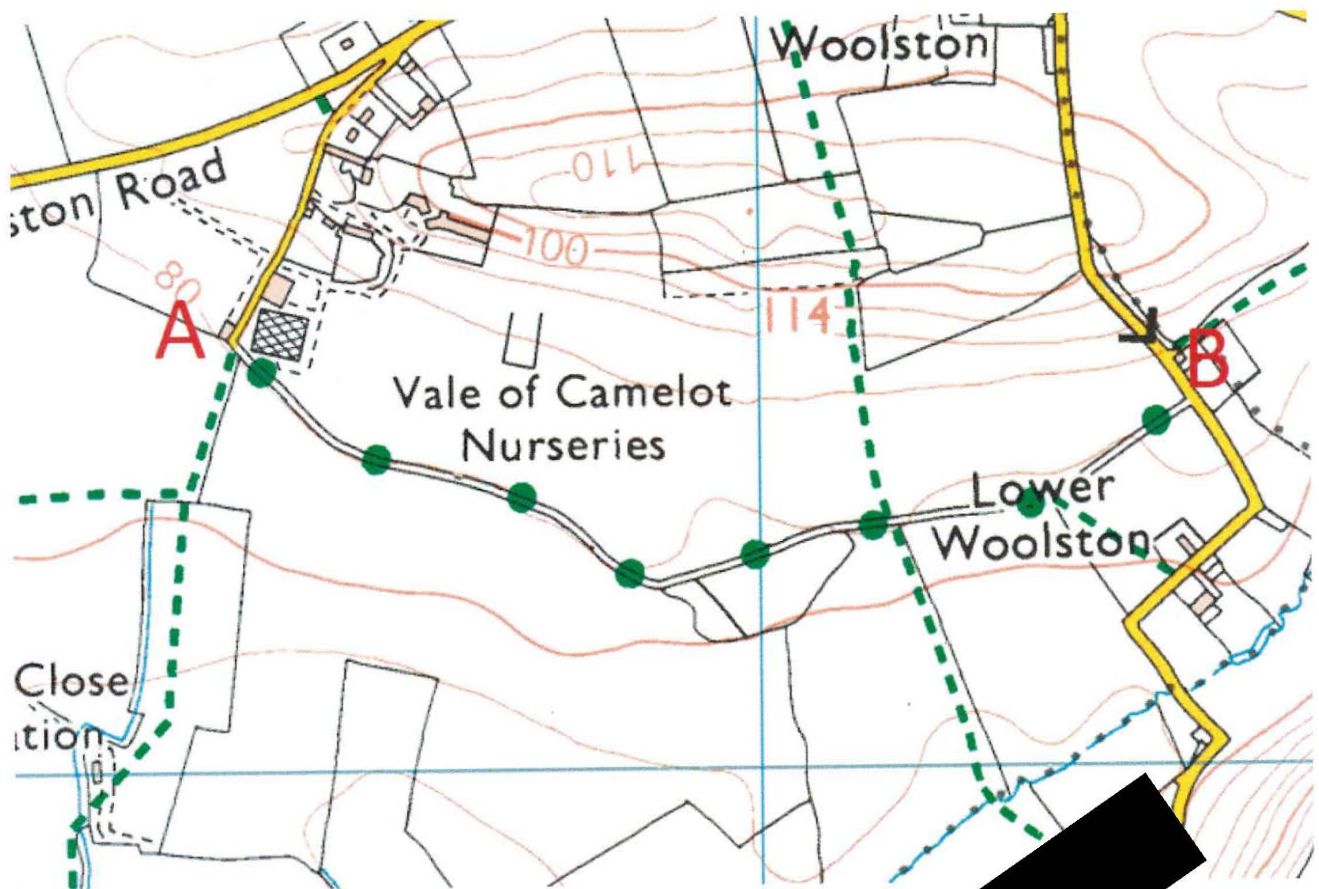 Woolston
ston Road
110
100
80
114
A
B
Vale of Camelot
Nurseries
Lower
Woolston
Close
ation